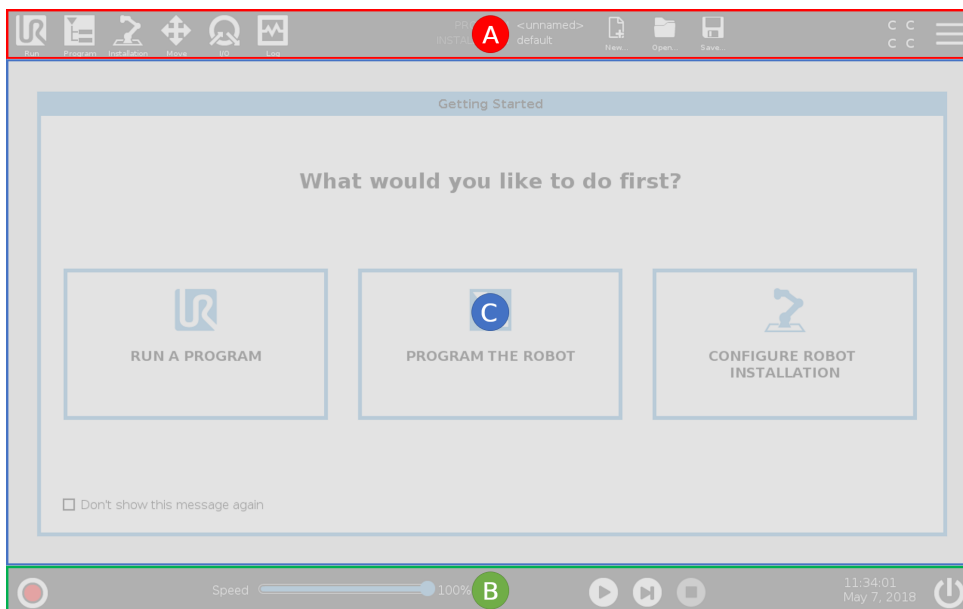 <unnamed>
default
C C
C C
Run
Program
Installation
Move
I/O
Log
New...
Open...
Save...
A
Getting Started
What would you like to do first?
C
RUN A PROGRAM
PROGRAM THE ROBOT
CONFIGURE ROBOT
INSTALLATION
Don't show this message again
Speed
100%
B
11:34:01
May 7, 2018